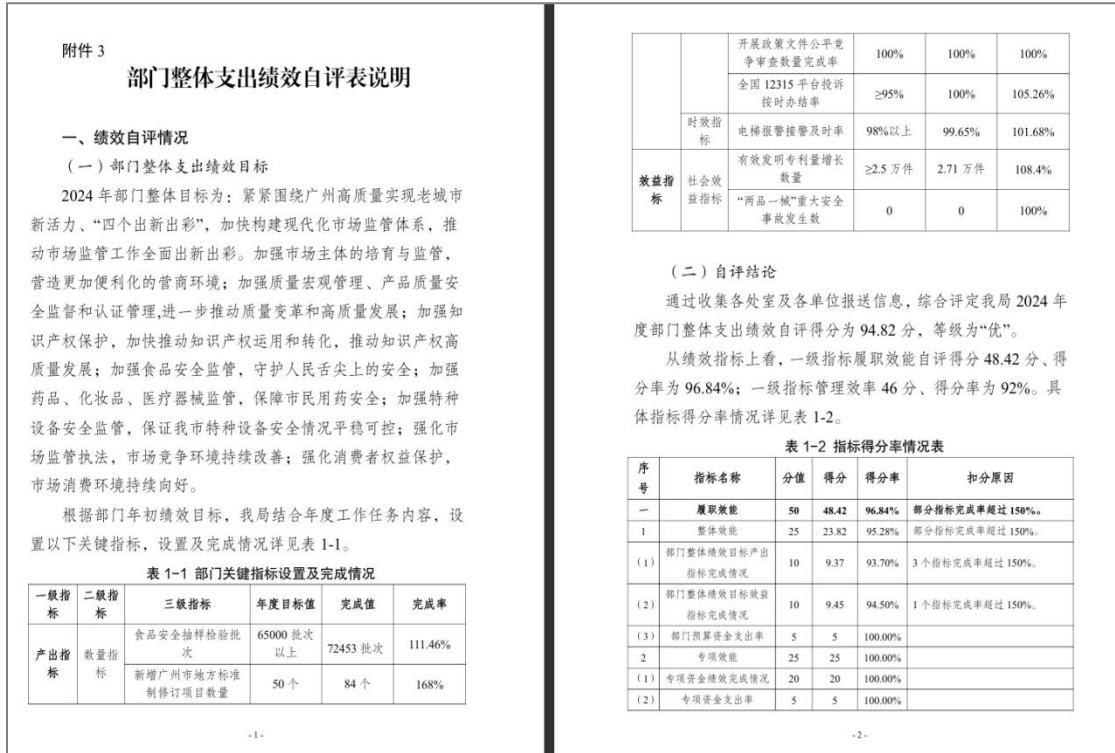 附件 3
部门整体支出绩效自评表说明
一、绩效自评情况
（一）部门整体支出绩效目标
2024 年部门整体目标为：紧紧围绕广州高质量实现老城市
新活力、“四个出新出彩”，加快构建现代化市场监管体系，推
动市场监管工作全面出新出彩。加强市场主体的培育与监管，
营造更加便利化的营商环境；加强质量宏观管理、产品质量安
全监督和认证管理,进一步推动质量变革和高质量发展；加强知
识产权保护，加快推动知识产权运用和转化，推动知识产权高
质量发展；加强食品安全监管，守护人民舌尖上的安全；加强
药品、化妆品、医疗器械监管，保障市民用药安全；加强特种
设备安全监管，保证我市特种设备安全情况平稳可控；强化市
场监管执法，市场竞争环境持续改善；强化消费者权益保护，
市场消费环境持续向好。
根据部门年初绩效目标，我局结合年度工作任务内容，设
置以下关键指标，设置及完成情况详见表 1-1。
表 1-1 部门关键指标设置及完成情况
一级指标 二级指标 三级指标 年度目标值 完成值 完成率
产出指标 数量指标 食品安全抽样检验批次 65000 批次以上 72453 批次 111.46%
新增广州市地方标准制修订项目数量 50 个 84 个 168%
- 1 -
开展政策文件公平竞争审查数量完成率 100% 100% 100%
全国 12315 平台投诉按时办结率 ≥95% 100% 105.26%
时效指标 电梯报警接警及时率 98%以上 99.65% 101.68%
效益指标 社会效益指标 有效发明专利量增长数量 ≥2.5 万件 2.71 万件 108.4%
“两品一械”重大安全事故发生数 0 0 100%
（二）自评结论
通过收集各处室及各单位报送信息，综合评定我局 2024 年
度部门整体支出绩效自评得分为 94.82 分，等级为“优”。
从绩效指标上看，一级指标履职效能自评得分 48.42 分、得
分率为 96.84%；一级指标管理效率 46 分、得分率为 92%。具
体指标得分率情况详见表 1-2。
表 1-2 指标得分率情况表
序号 指标名称 分值 得分 得分率 扣分原因
一 履职效能 50 48.42 96.84% 部分指标完成率超过 150%。
1 整体效能 25 23.82 95.28% 部分指标完成率超过 150%。
（1） 部门整体绩效目标产出指标完成情况 10 9.37 93.70% 3 个指标完成率超过 150%。
（2） 部门整体绩效目标效益指标完成情况 10 9.45 94.50% 1 个指标完成率超过 150%。
（3） 部门预算资金支出率 5 5 100.00%
2 专项效能 25 25 100.00%
（1） 专项资金绩效完成情况 20 20 100.00%
（2） 专项资金支出率 5 5 100.00%
- 2 -